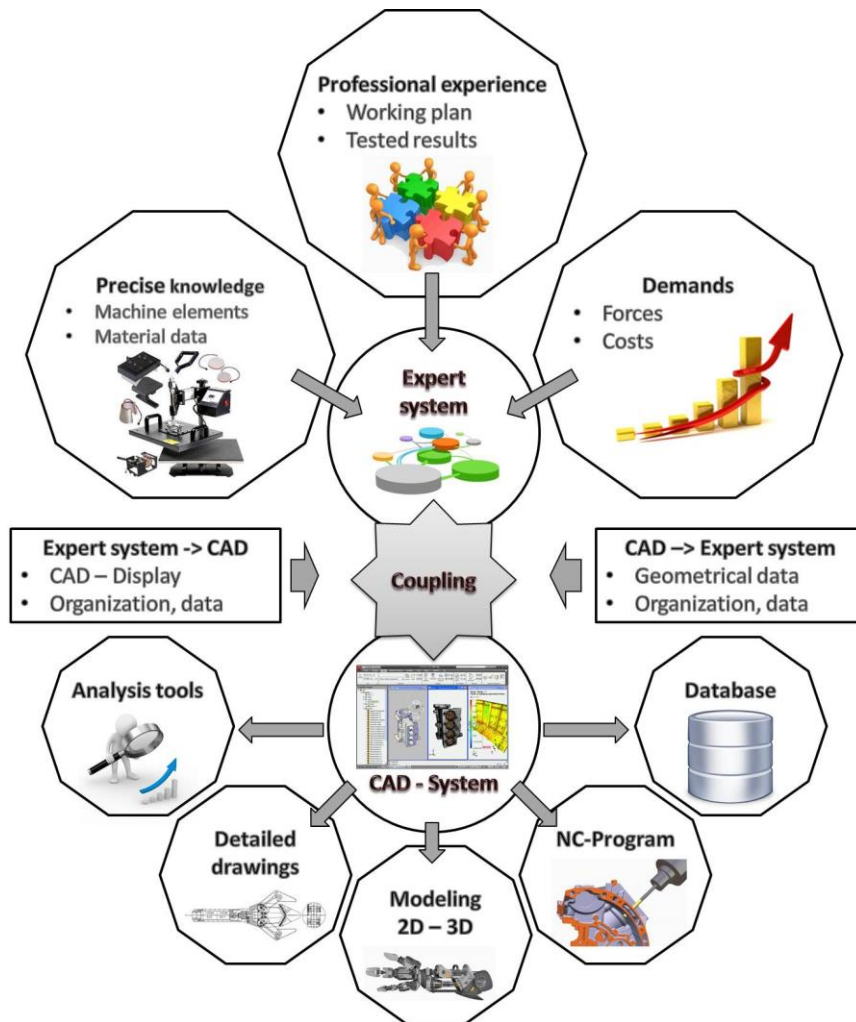 Professional experience
• Working plan
• Tested results
Precise knowledge
• Machine elements
• Material data
Demands
• Forces
• Costs
Expert
system
Expert system -> CAD
• CAD – Display
• Organization, data
Coupling
CAD –> Expert system
• Geometrical data
• Organization, data
Analysis tools
CAD - System
Database
Detailed
drawings
Modeling
2D – 3D
NC-Program